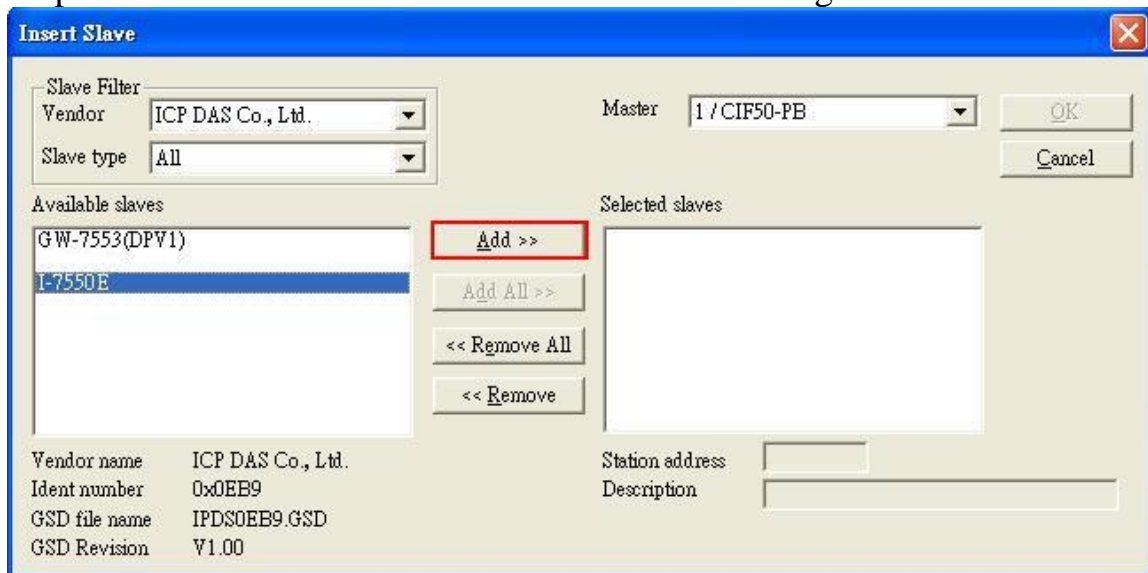 Insert Slave
Slave Filter
Vendor ICP DAS Co., Ltd.
Slave type All
Master 1 / CIF50-PB
OK
Cancel
Available slaves
GW-7553(DPV1)
I-7550E
Add >>
Add All >>
<< Remove All
<< Remove
Selected slaves
Vendor name ICP DAS Co., Ltd.
Ident number 0x0EB9
GSD file name IPDS0EB9.GSD
GSD Revision V1.00
Station address
Description